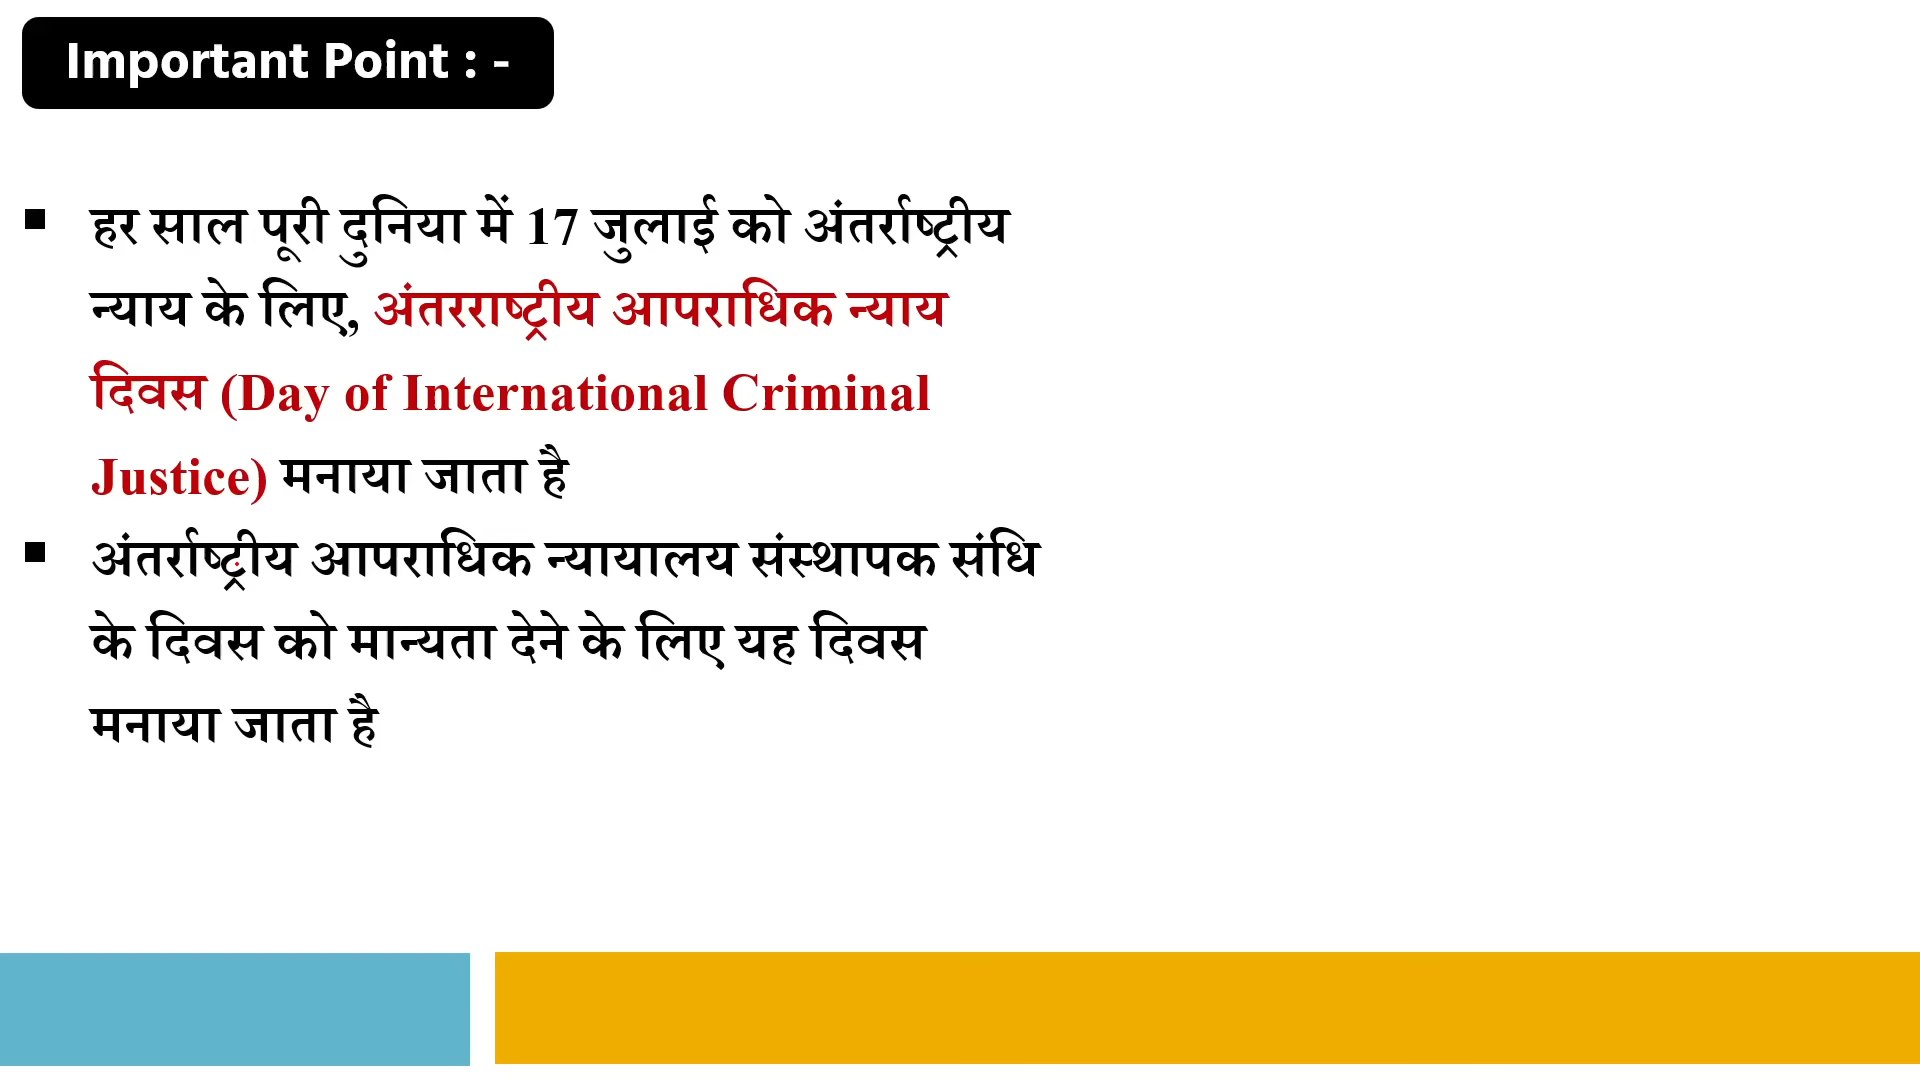 Important Point : -
▪ हर साल पूरी दुनिया में 17 जुलाई को अंतर्राष्ट्रीय
न्याय के लिए, अंतरराष्ट्रीय आपराधिक न्याय
दिवस (Day of International Criminal
Justice) मनाया जाता है
▪ अंतर्राष्ट्रीय आपराधिक न्यायालय संस्थापक संधि
के दिवस को मान्यता देने के लिए यह दिवस
मनाया जाता है